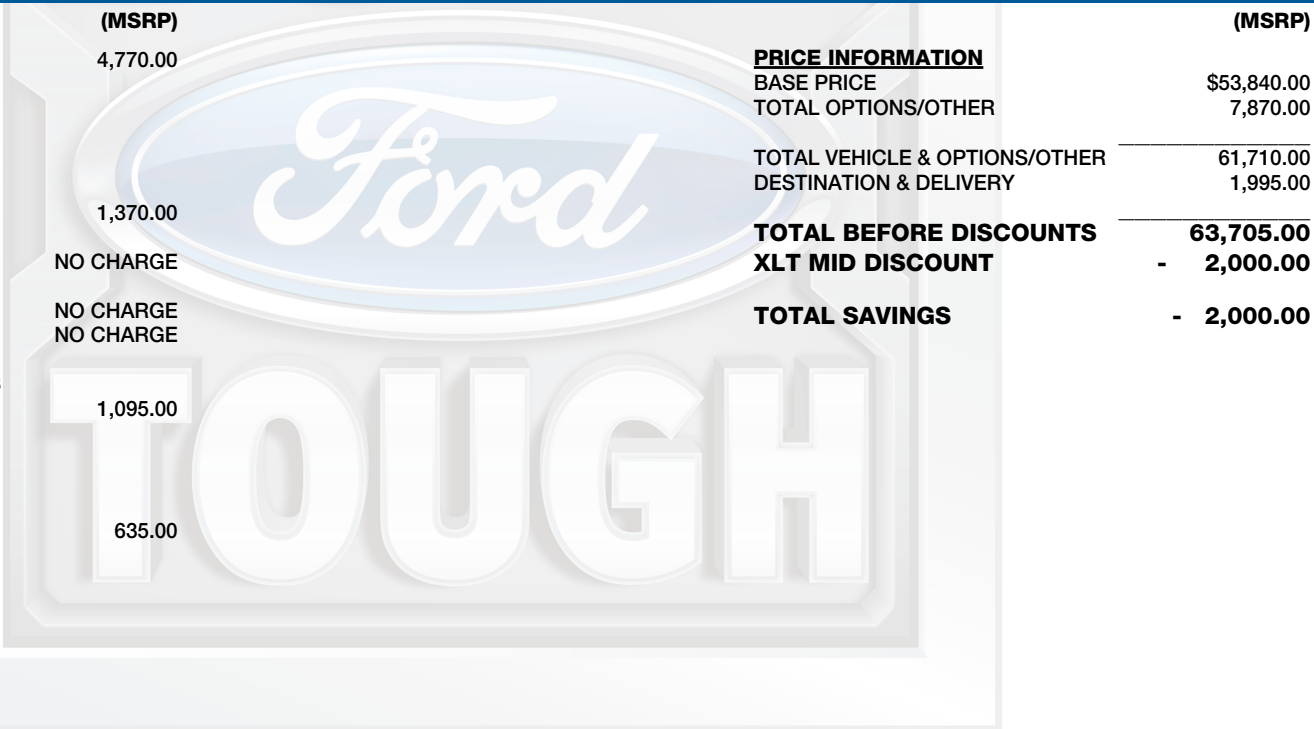 (MSRP)
4,770.00
1,370.00
NO CHARGE
NO CHARGE
NO CHARGE
1,095.00
635.00
Ford
TOUGH
(MSRP)
PRICE INFORMATION
BASE PRICE $53,840.00
TOTAL OPTIONS/OTHER 7,870.00
TOTAL VEHICLE & OPTIONS/OTHER 61,710.00
DESTINATION & DELIVERY 1,995.00
TOTAL BEFORE DISCOUNTS 63,705.00
XLT MID DISCOUNT - 2,000.00
TOTAL SAVINGS - 2,000.00